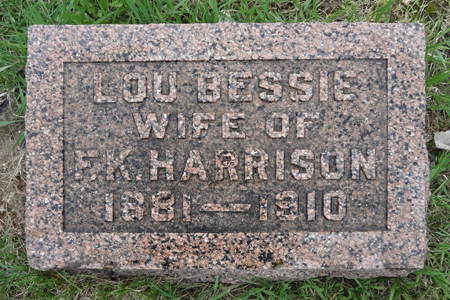 LOU BESSIE
WIFE OF
F.K. HARRISON
1881—1910